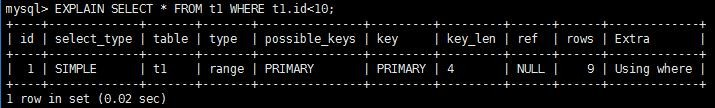 mysql> EXPLAIN SELECT * FROM t1 WHERE t1.id<10;
+----+-------------+-------+-------+---------------+---------+---------+------+------+-------------+
| id | select_type | table | type | possible_keys | key | key_len | ref | rows | Extra |
+----+-------------+-------+-------+---------------+---------+---------+------+------+-------------+
| 1 | SIMPLE | t1 | range | PRIMARY | PRIMARY | 4 | NULL | 9 | Using where |
+----+-------------+-------+-------+---------------+---------+---------+------+------+-------------+
1 row in set (0.02 sec)